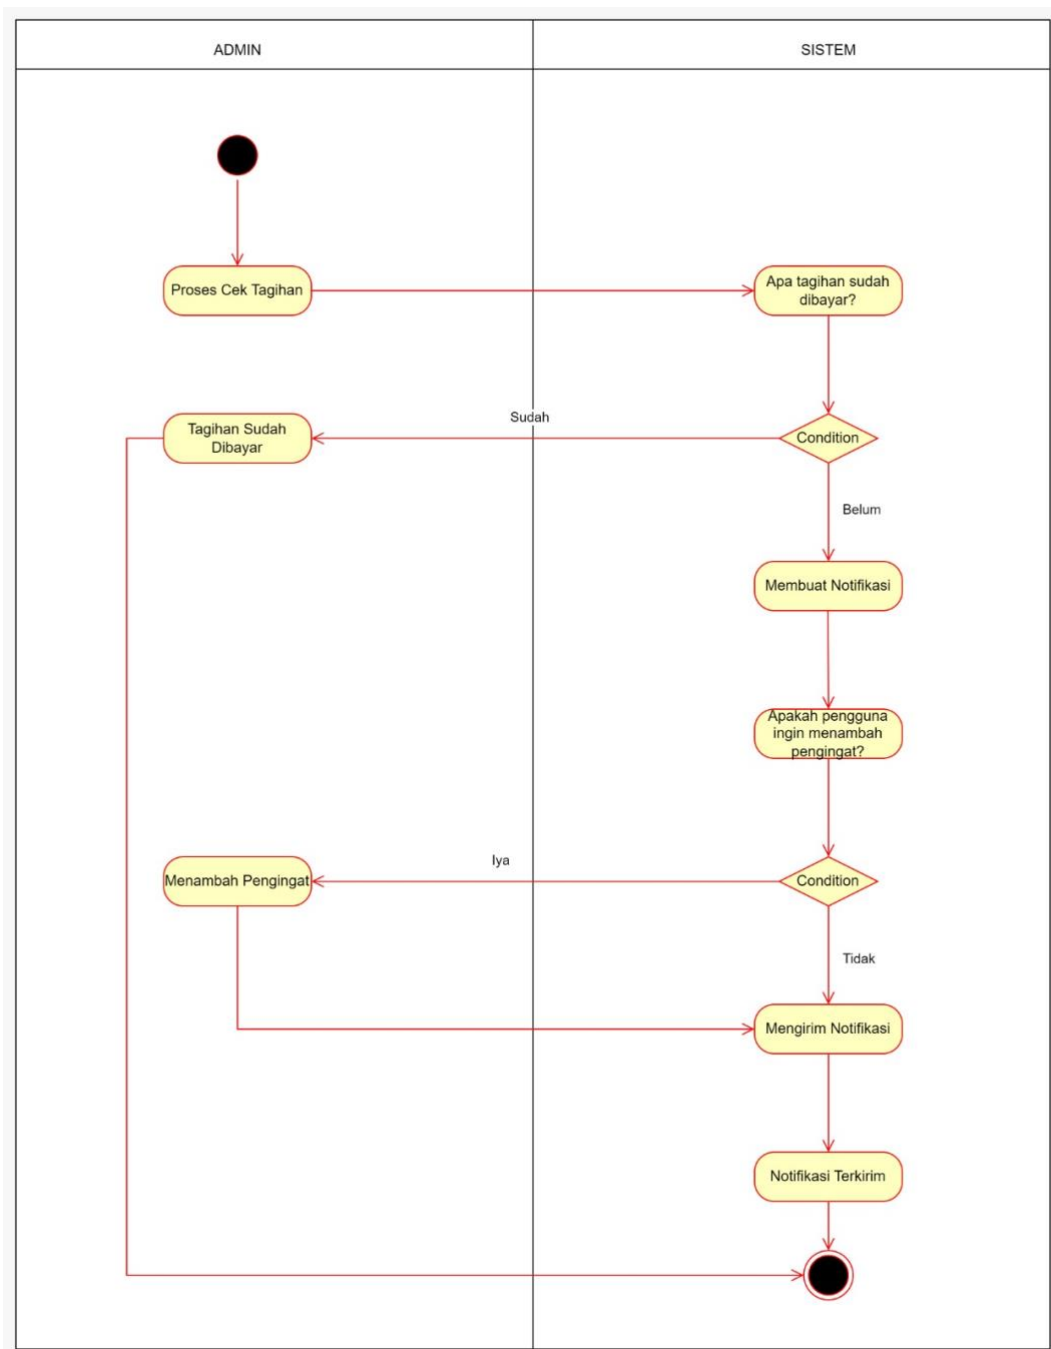 ADMIN
SISTEM
Proses Cek Tagihan
Apa tagihan sudah
dibayar?
Sudah
Tagihan Sudah
Dibayar
Condition
Belum
Membuat Notifikasi
Apakah pengguna
ingin menambah
pengingat?
Iya
Menambah Pengingat
Condition
Tidak
Mengirim Notifikasi
Notifikasi Terkirim